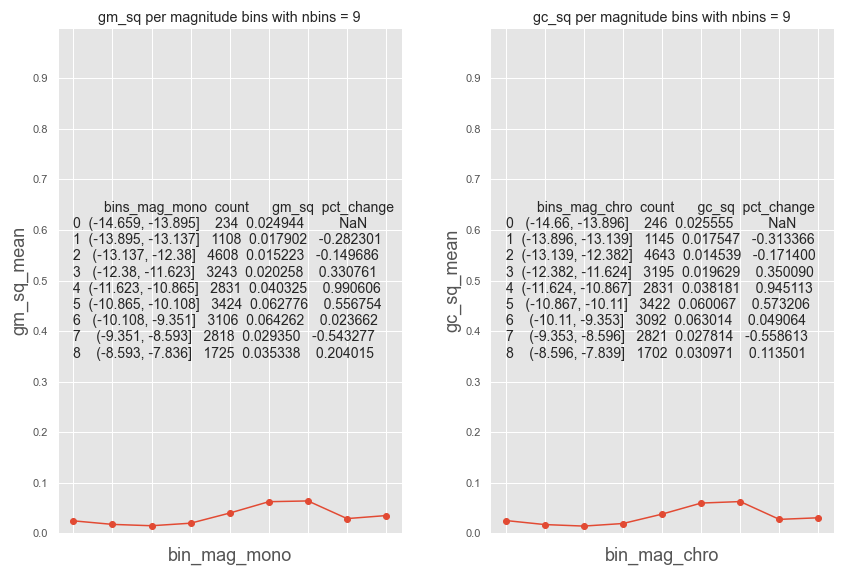 gm_sq per magnitude bins with nbins = 9
0.9
0.8
0.7
0.6
0.5
0.4
0.3
0.2
0.1
0.0
gm_sq_mean
bins_mag_mono count gm_sq pct_change
0 (-14.659, -13.895] 234 0.024944 NaN
1 (-13.895, -13.137] 1108 0.017902 -0.282301
2 (-13.137, -12.38] 4608 0.015223 -0.149686
3 (-12.38, -11.623] 3243 0.020258 0.330761
4 (-11.623, -10.865] 2831 0.040325 0.990606
5 (-10.865, -10.108] 3424 0.062776 0.556754
6 (-10.108, -9.351] 3106 0.064262 0.023662
7 (-9.351, -8.593] 2818 0.029350 -0.543277
8 (-8.593, -7.836] 1725 0.035338 0.204015
bin_mag_mono
gc_sq per magnitude bins with nbins = 9
0.9
0.8
0.7
0.6
0.5
0.4
0.3
0.2
0.1
0.0
gc_sq_mean
bins_mag_chro count gc_sq pct_change
0 (-14.66, -13.896] 246 0.025555 NaN
1 (-13.896, -13.139] 1145 0.017547 -0.313366
2 (-13.139, -12.382] 4643 0.014539 -0.171400
3 (-12.382, -11.624] 3195 0.019629 0.350090
4 (-11.624, -10.867] 2831 0.038181 0.945113
5 (-10.867, -10.11] 3422 0.060067 0.573206
6 (-10.11, -9.353] 3092 0.063014 0.049064
7 (-9.353, -8.596] 2821 0.027814 -0.558613
8 (-8.596, -7.839] 1702 0.030971 0.113501
bin_mag_chro